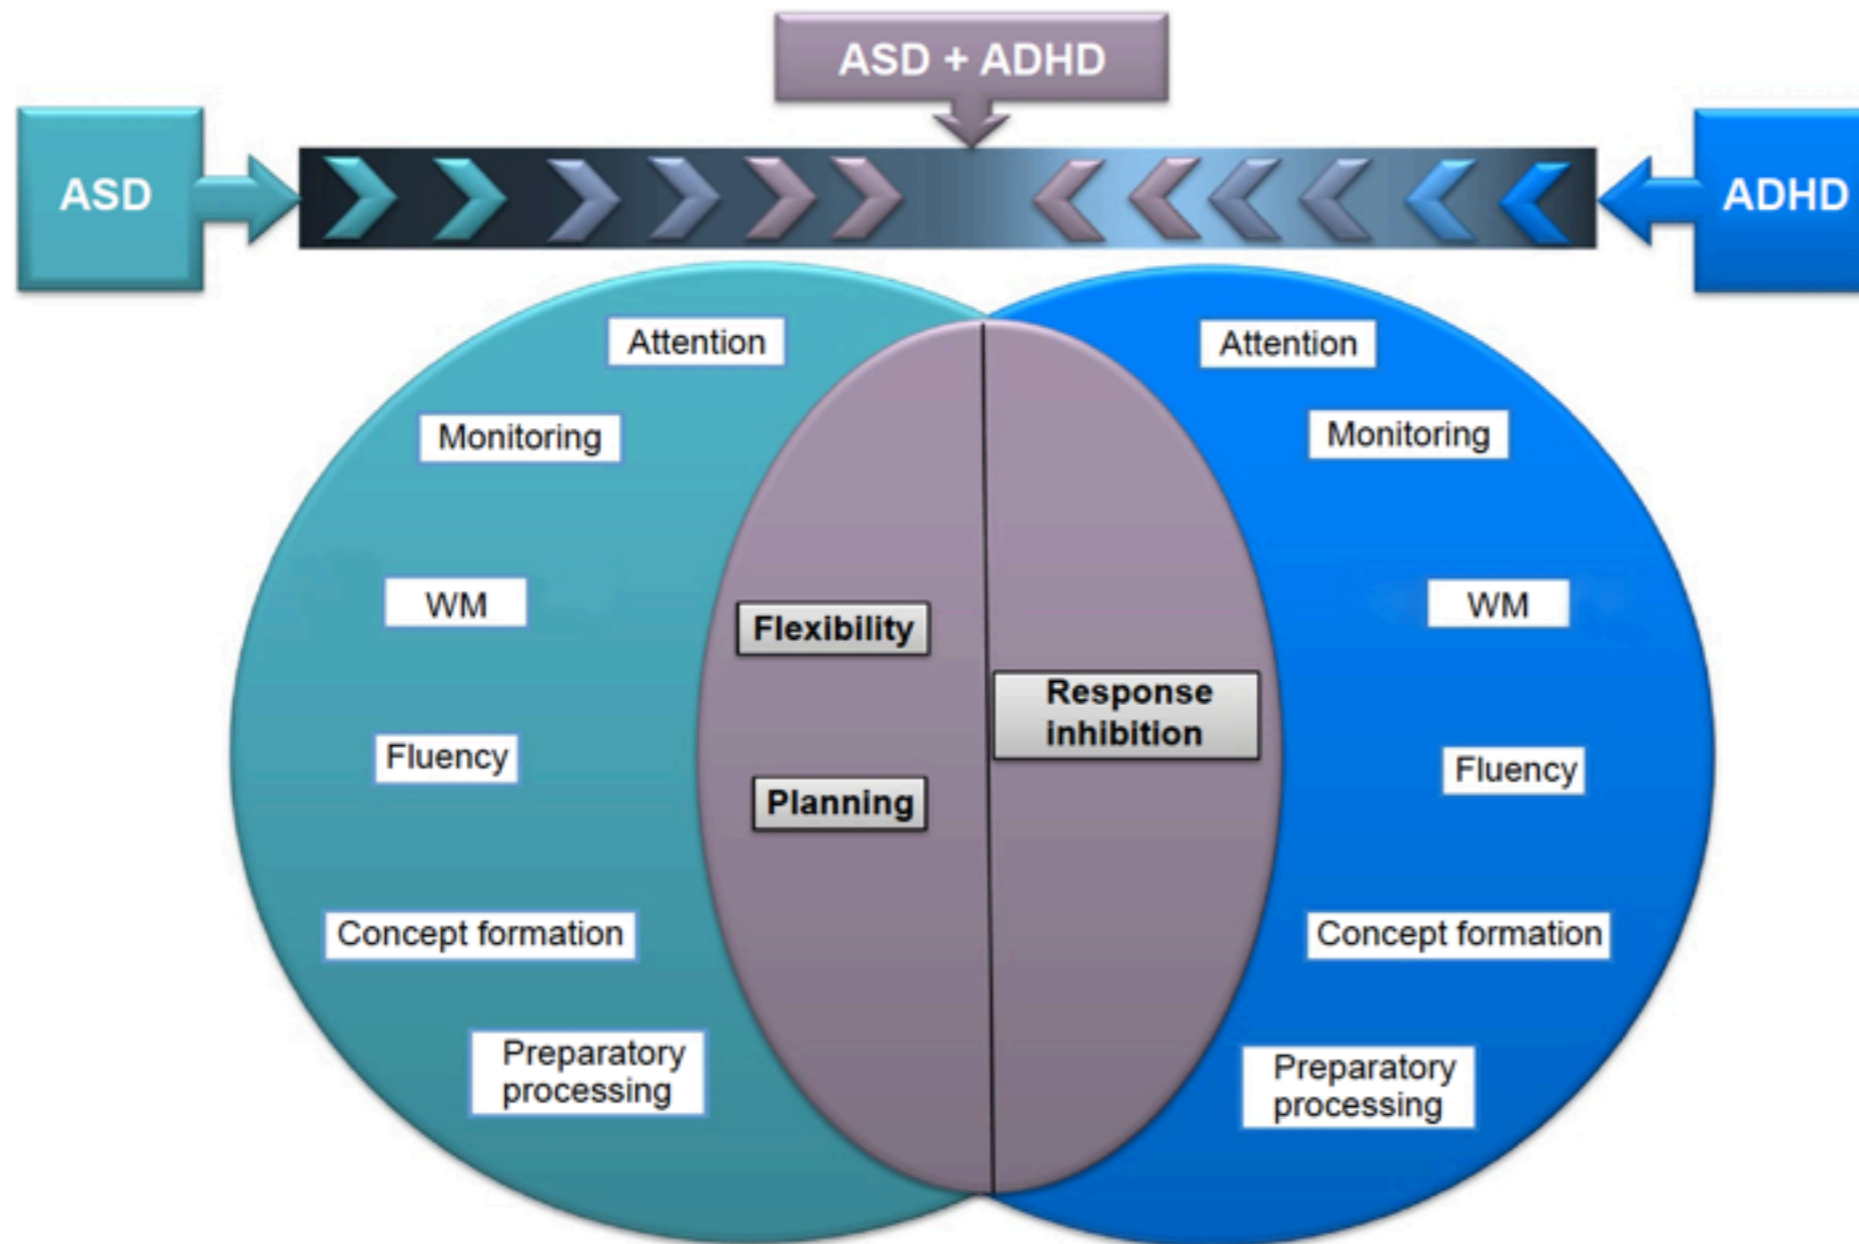 ASD + ADHD
ASD
ADHD
Attention
Attention
Monitoring
Monitoring
WM
WM
Flexibility
Response
inhibition
Fluency
Fluency
Planning
Concept formation
Concept formation
Preparatory
processing
Preparatory
processing